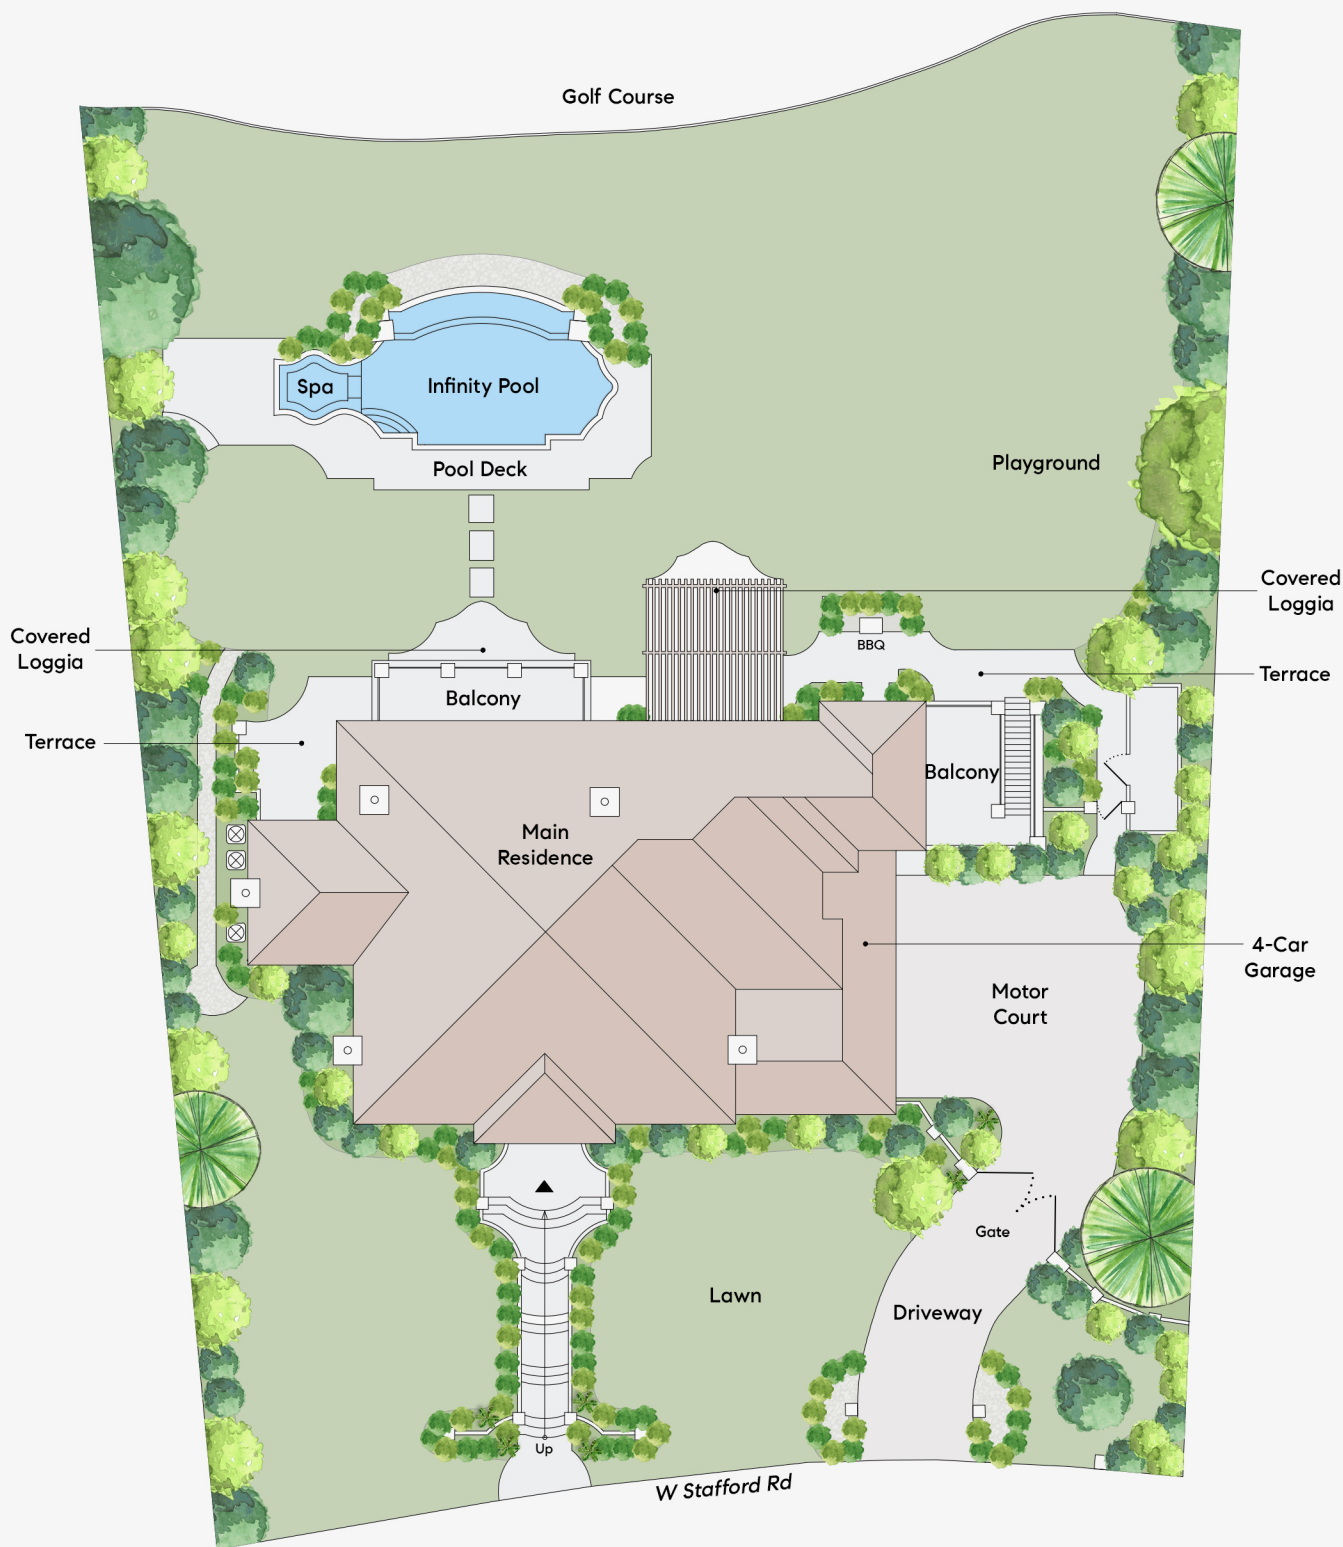 Golf Course
Spa
Infinity Pool
Pool Deck
Playground
Covered
Loggia
Covered
Loggia
BBQ
Terrace
Balcony
Terrace
Balcony
Main
Residence
4-Car
Garage
Motor
Court
Gate
Lawn
Driveway
Up
W Stafford Rd